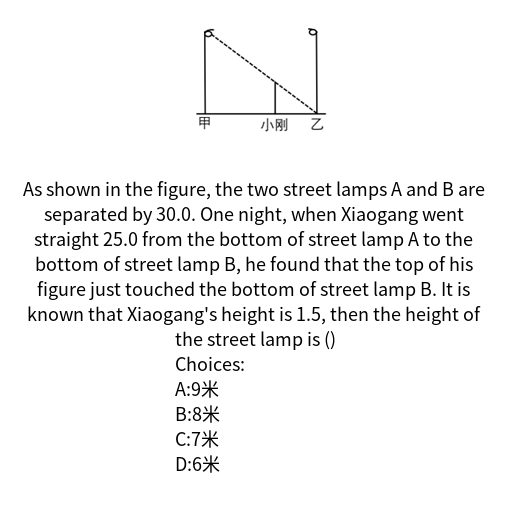 甲 小刚 乙
As shown in the figure, the two street lamps A and B are
separated by 30.0. One night, when Xiaogang went
straight 25.0 from the bottom of street lamp A to the
bottom of street lamp B, he found that the top of his
figure just touched the bottom of street lamp B. It is
known that Xiaogang's height is 1.5, then the height of
the street lamp is ()
Choices:
A:9米
B:8米
C:7米
D:6米